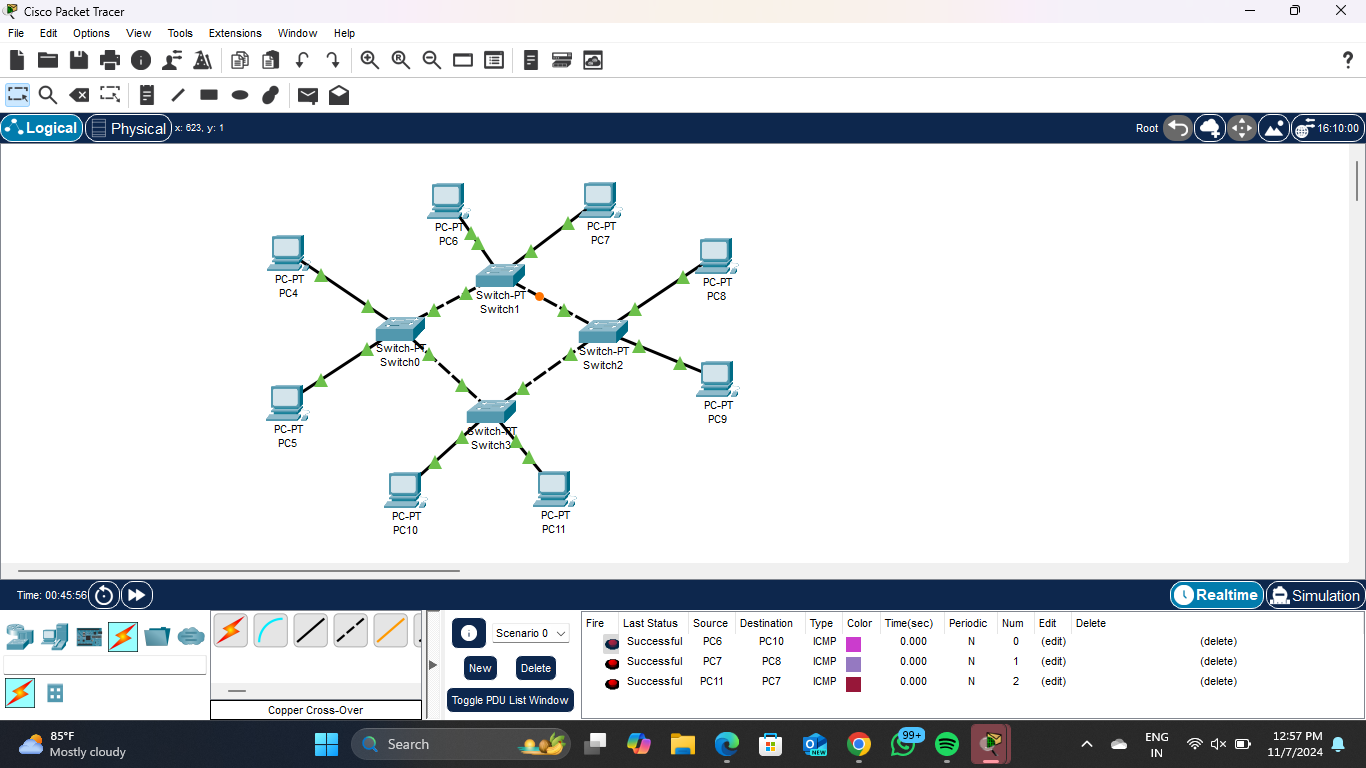 Cisco Packet Tracer
File Edit Options View Tools Extensions Window Help
Logical Physical x: 623, y: 1 Root 16:10:00
PC-PT
PC6
PC-PT
PC7
PC-PT
PC4
PC-PT
PC8
Switch-PT
Switch1
Switch-PT
Switch0
Switch-PT
Switch2
PC-PT
PC5
PC-PT
PC9
Switch-PT
Switch3
PC-PT
PC10
PC-PT
PC11
Time: 00:45:56 Realtime Simulation
Scenario 0
New Delete
Toggle PDU List Window
Copper Cross-Over
Fire Last Status Source Destination Type Color Time(sec) Periodic Num Edit Delete
Successful PC6 PC10 ICMP 0.000 N 0 (edit) (delete)
Successful PC7 PC8 ICMP 0.000 N 1 (edit) (delete)
Successful PC11 PC7 ICMP 0.000 N 2 (edit) (delete)
85°F
Mostly cloudy
Search
NEW
99+
ENG
IN
12:57 PM
11/7/2024